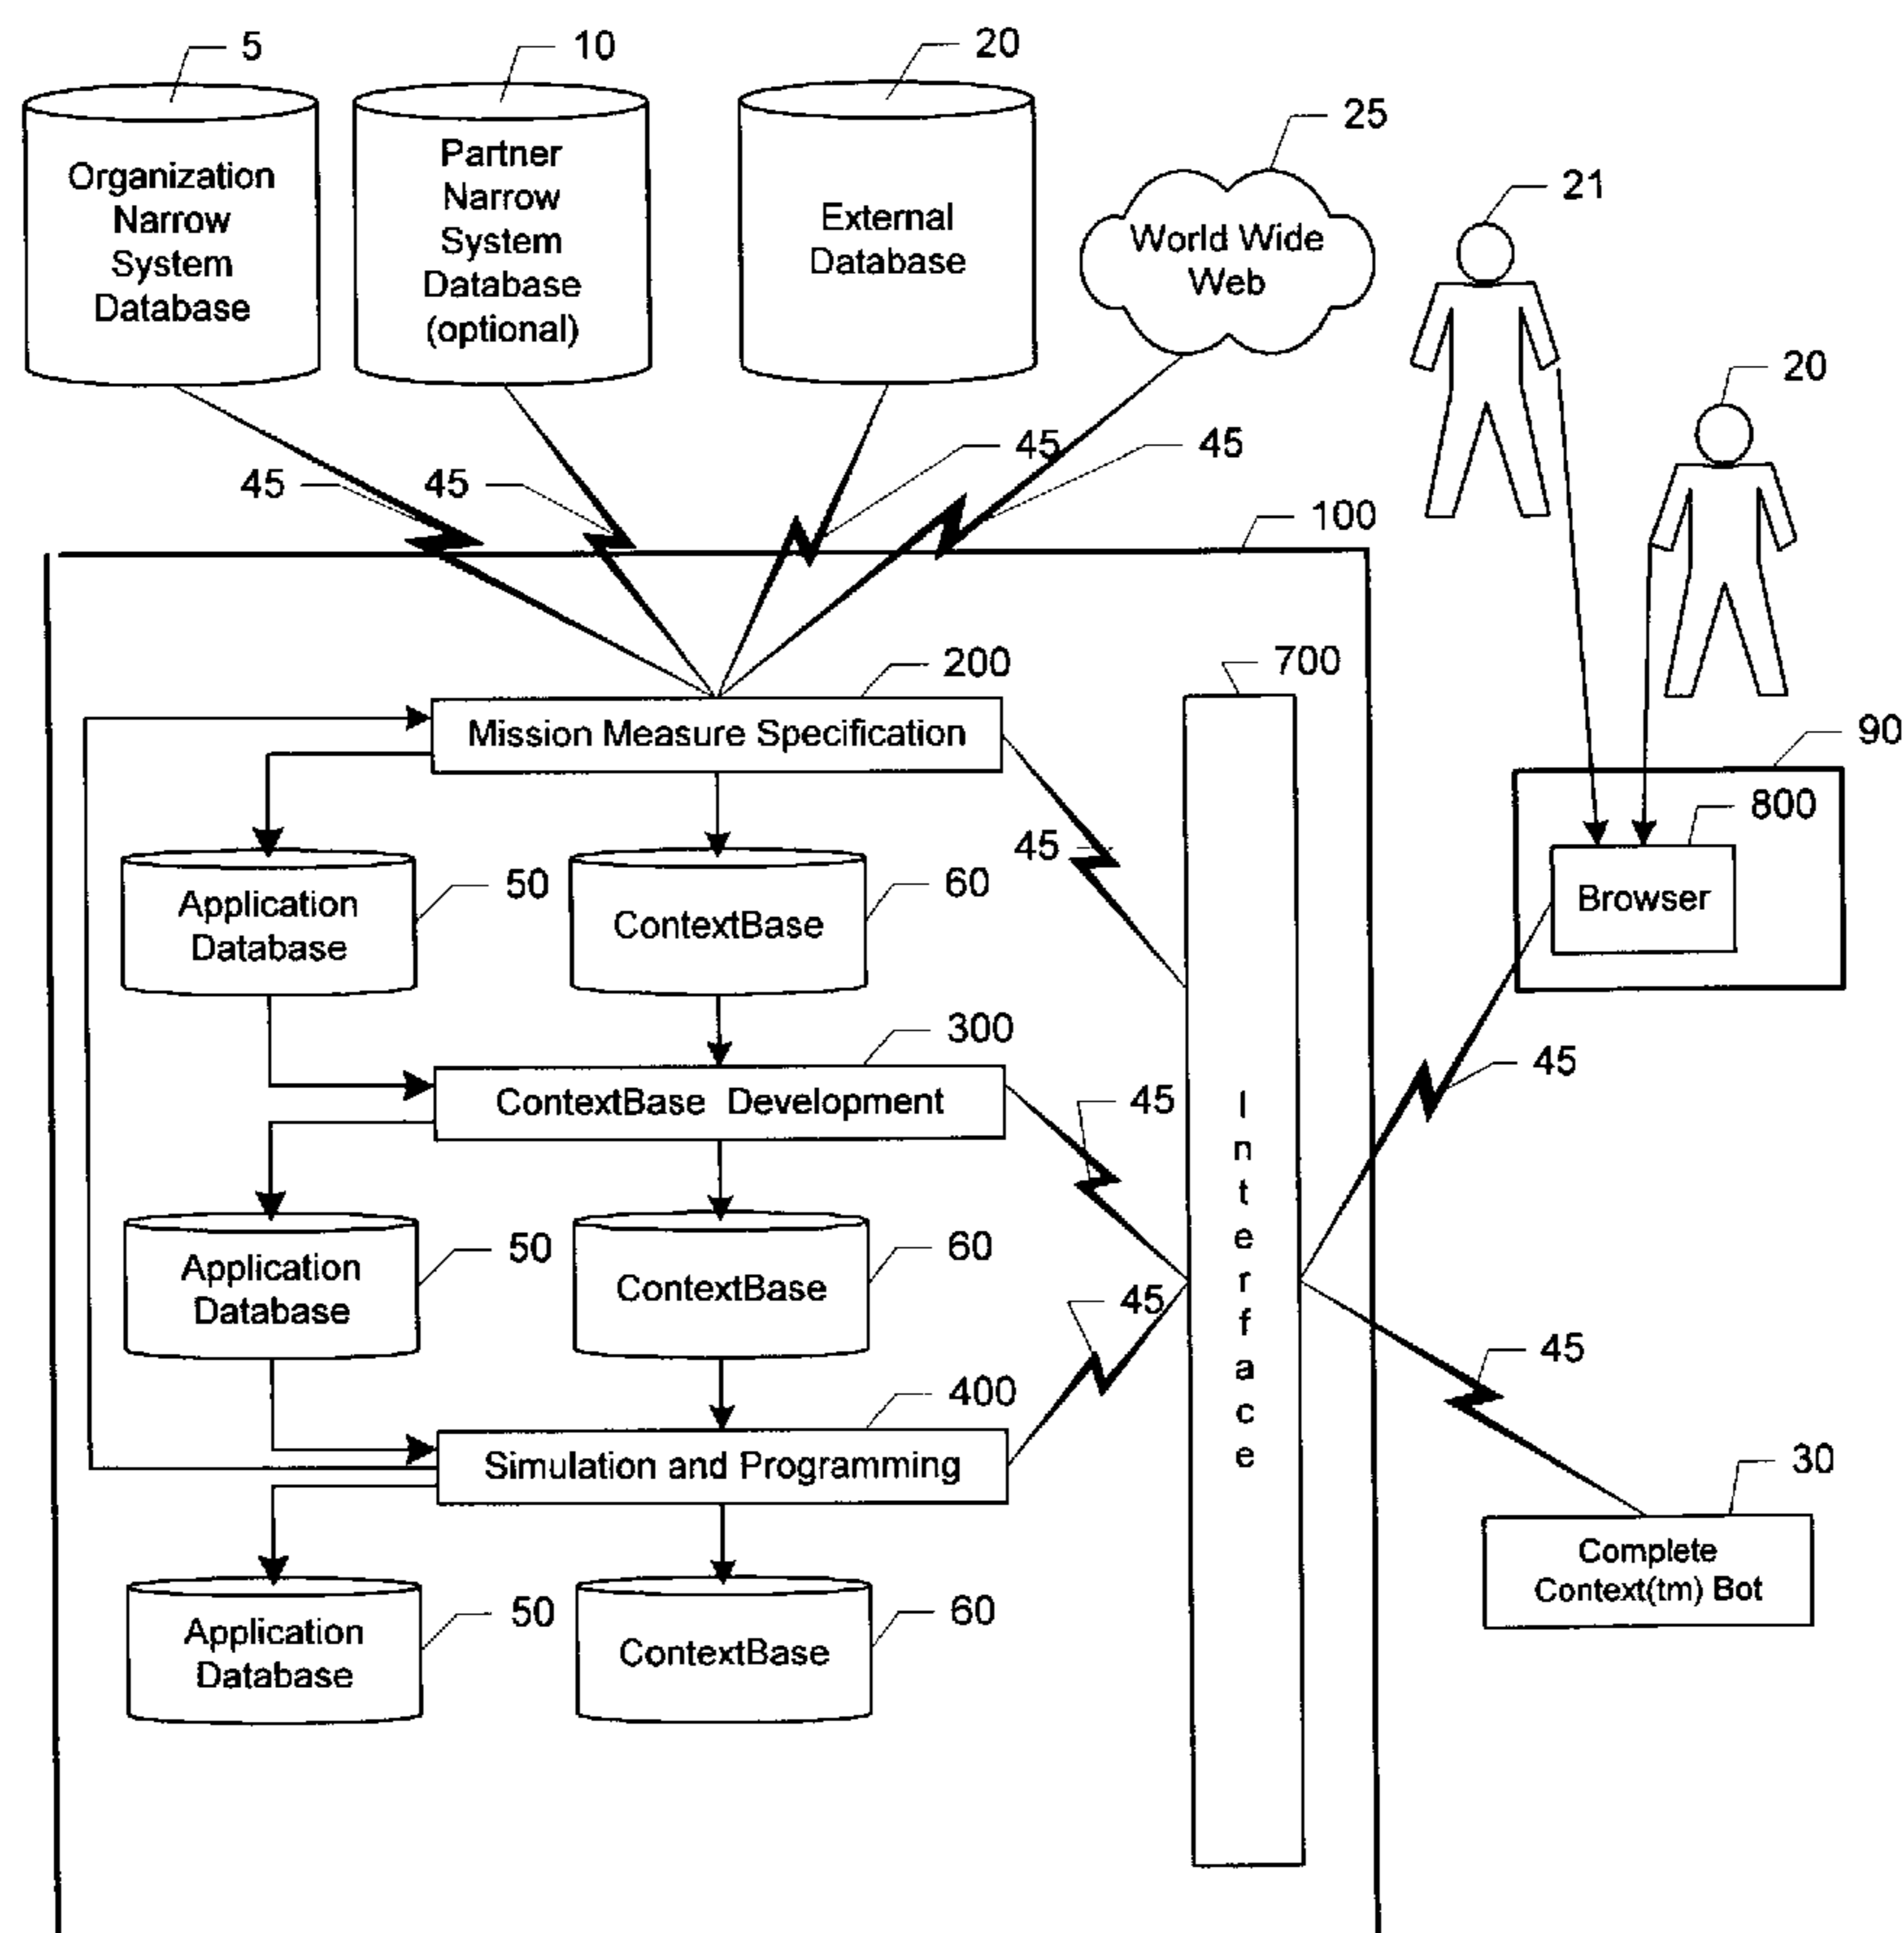 5
10
20
25
21
20
Organization
Narrow
System
Database
Partner
Narrow
System
Database
(optional)
External
Database
World Wide
Web
45
45
45
45
100
200
700
90
Mission Measure Specification
800
45
Browser
50
60
Application
Database
ContextBase
300
45
45
ContextBase Development
I
n
t
e
r
f
a
c
e
50
60
Application
Database
ContextBase
45
45
400
Simulation and Programming
30
Complete
Context(tm) Bot
50
60
Application
Database
ContextBase